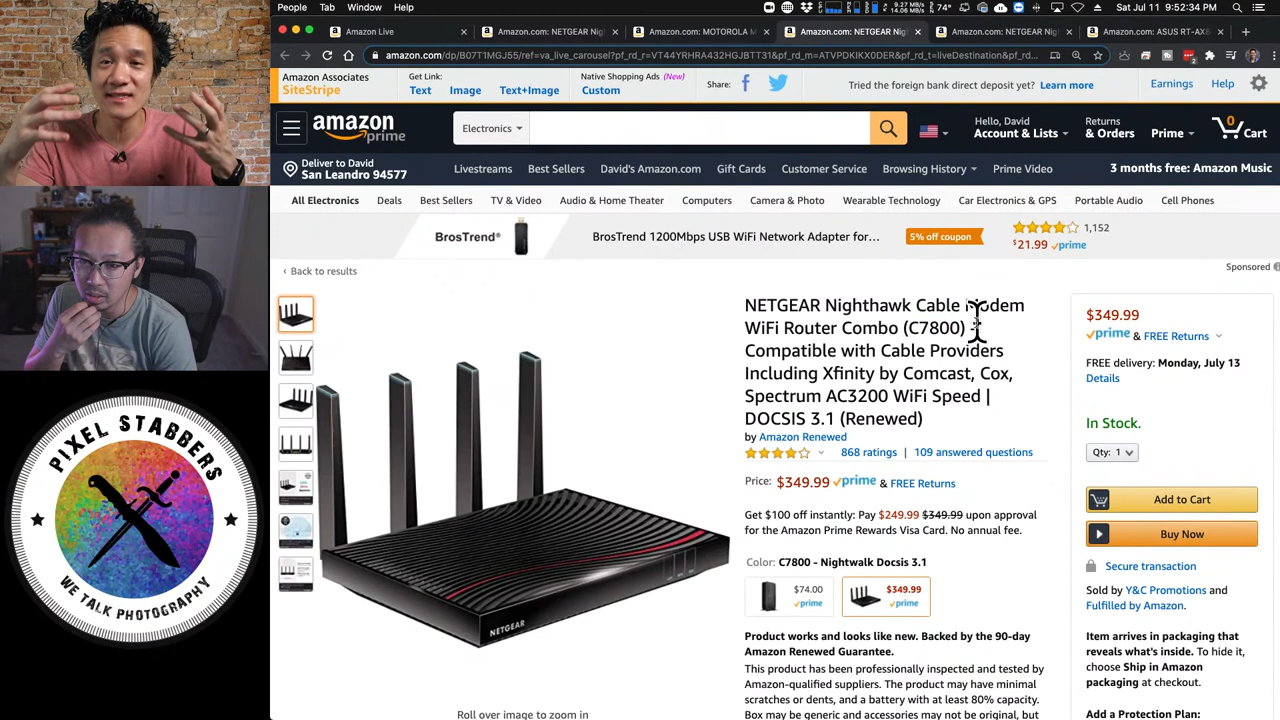 People Tab Window Help
9.27 MB/s
14.06 MB/s
74°
Sat Jul 11 9:52:34 PM
Amazon Live
Amazon.com: NETGEAR Nig
Amazon.com: MOTOROLA M
Amazon.com: NETGEAR Nig
Amazon.com: NETGEAR Nig
Amazon.com: ASUS RT-AX8
amazon.com/dp/B07T1MGJ55/ref=va_live_carousel?pf_rd_r=VT44YRHRA432HGJBTT31&pf_rd_m=ATVPDKIKX0DER&pf_rd_t=liveDestination&pf_rd...
Amazon Associates
SiteStripe
Get Link:
Text Image Text+Image
Native Shopping Ads (New)
Custom
Share:
Tried the foreign bank direct deposit yet? Learn more
Earnings Help
amazon prime
Electronics
Hello, David
Account & Lists
Returns
& Orders
Prime
0
Cart
Deliver to David
San Leandro 94577
Livestreams Best Sellers David's Amazon.com Gift Cards Customer Service Browsing History Prime Video
3 months free: Amazon Music
All Electronics Deals Best Sellers TV & Video Audio & Home Theater Computers Camera & Photo Wearable Technology Car Electronics & GPS Portable Audio Cell Phones
BrosTrend®
BrosTrend 1200Mbps USB WiFi Network Adapter for...
5% off coupon
1,152
$21.99 prime
‹ Back to results
Sponsored
NETGEAR Nighthawk Cable Modem
WiFi Router Combo (C7800) -
Compatible with Cable Providers
Including Xfinity by Comcast, Cox,
Spectrum AC3200 WiFi Speed |
DOCSIS 3.1 (Renewed)
by Amazon Renewed
868 ratings | 109 answered questions
Price: $349.99 prime & FREE Returns
Get $100 off instantly: Pay $249.99 $349.99 upon approval
for the Amazon Prime Rewards Visa Card. No annual fee.
Color: C7800 - Nightwalk Docsis 3.1
$74.00
prime
$349.99
prime
Product works and looks like new. Backed by the 90-day
Amazon Renewed Guarantee.
This product has been professionally inspected and tested by
Amazon-qualified suppliers. The product may have minimal
scratches or dents, and a battery with at least 80% capacity.
Box may be generic and accessories may not be original, but
$349.99
prime & FREE Returns
FREE delivery: Monday, July 13
Details
In Stock.
Qty: 1
Add to Cart
Buy Now
Secure transaction
Sold by Y&C Promotions and
Fulfilled by Amazon.
Item arrives in packaging that
reveals what's inside. To hide it,
choose Ship in Amazon
packaging at checkout.
Add a Protection Plan:
NETGEAR
Roll over image to zoom in
PIXEL STABBERS
WE TALK PHOTOGRAPHY